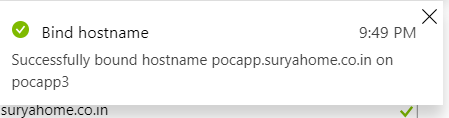 Bind hostname 9:49 PM
Successfully bound hostname pocapp.suryahome.co.in on
pocapp3
suryahome.co.in